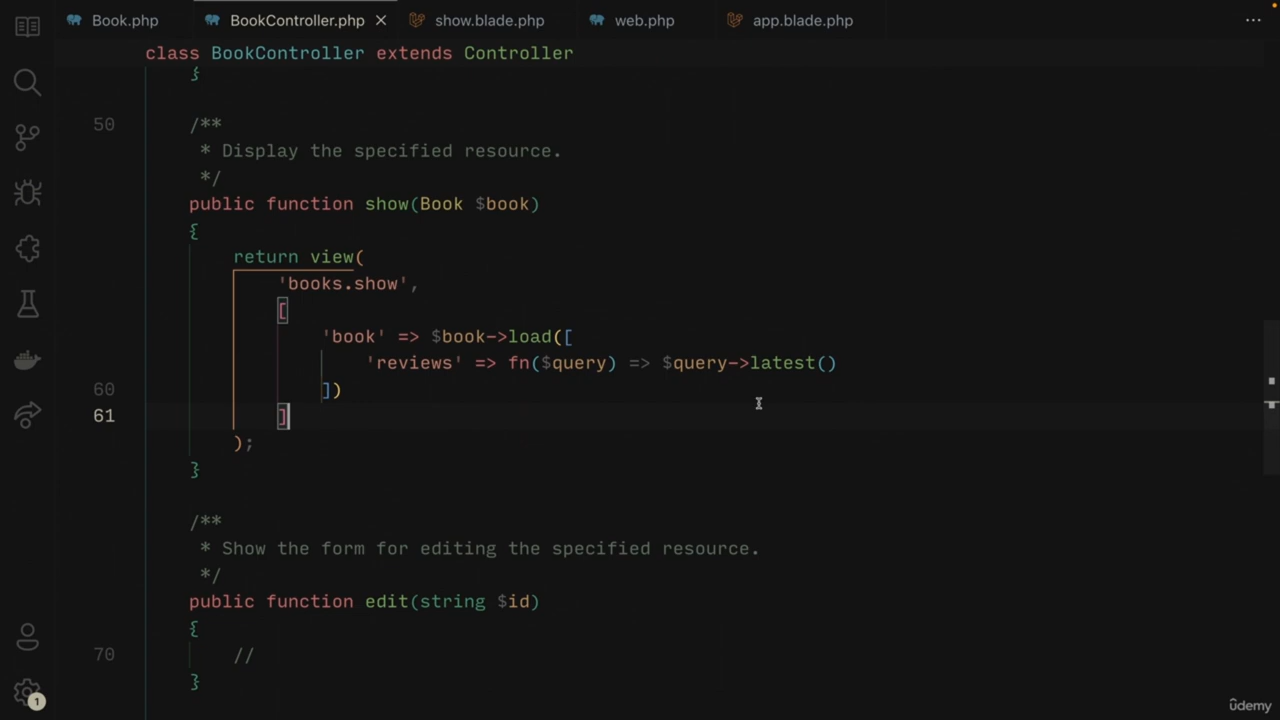 Book.php BookController.php show.blade.php web.php app.blade.php
class BookController extends Controller
}
50 /**
* Display the specified resource.
*/
public function show(Book $book)
{
return view(
'books.show',
[
'book' => $book->load([
'reviews' => fn($query) => $query->latest()
60 ])
61 ]
);
}
/**
* Show the form for editing the specified resource.
*/
public function edit(string $id)
{
70 //
}
1
udemy